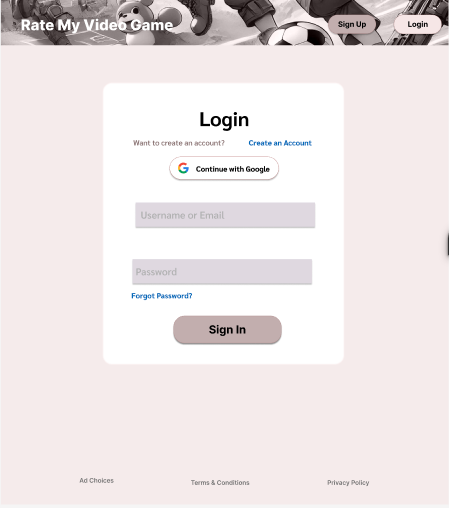 Rate My Video Game
Sign Up
Login
Login
Want to create an account? Create an Account
Continue with Google
Username or Email
Password
Forgot Password?
Sign In
Ad Choices
Terms & Conditions
Privacy Policy